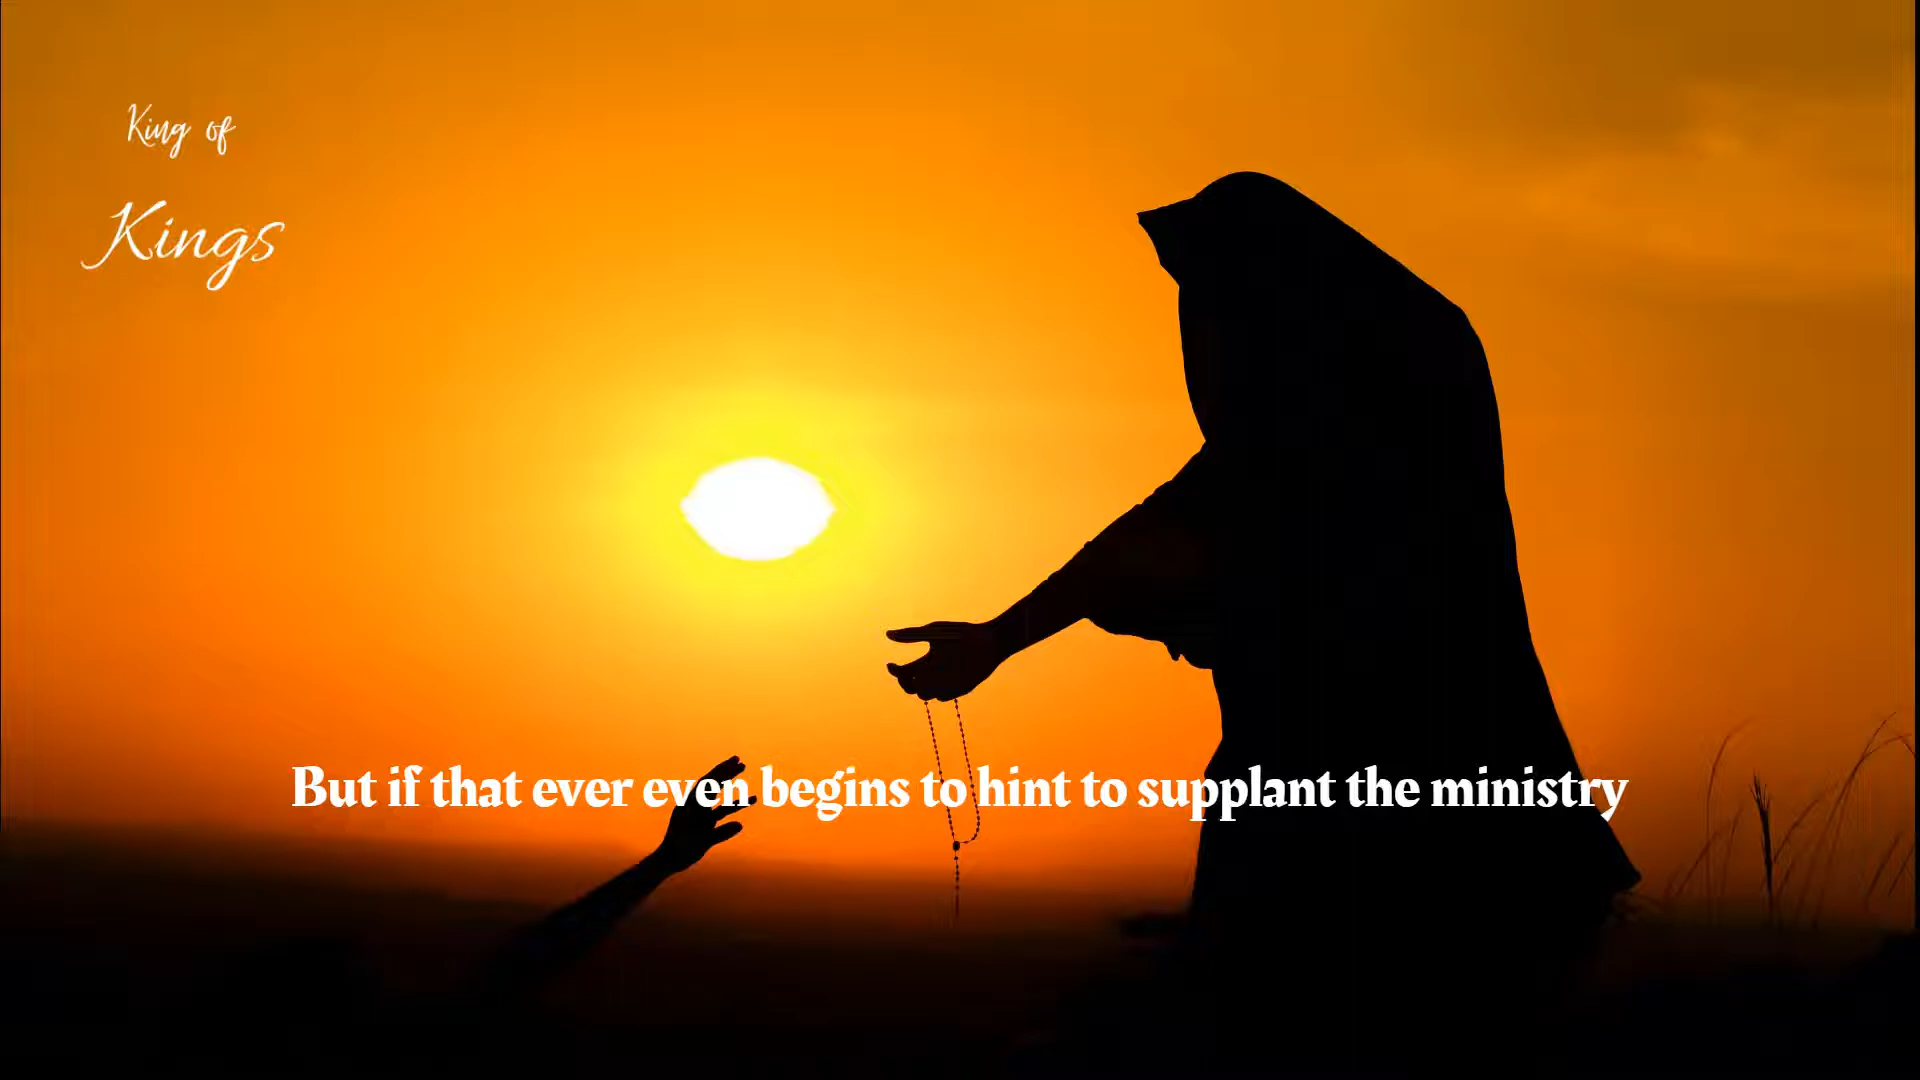 King of
Kings
But if that ever even begins to hint to supplant the ministry